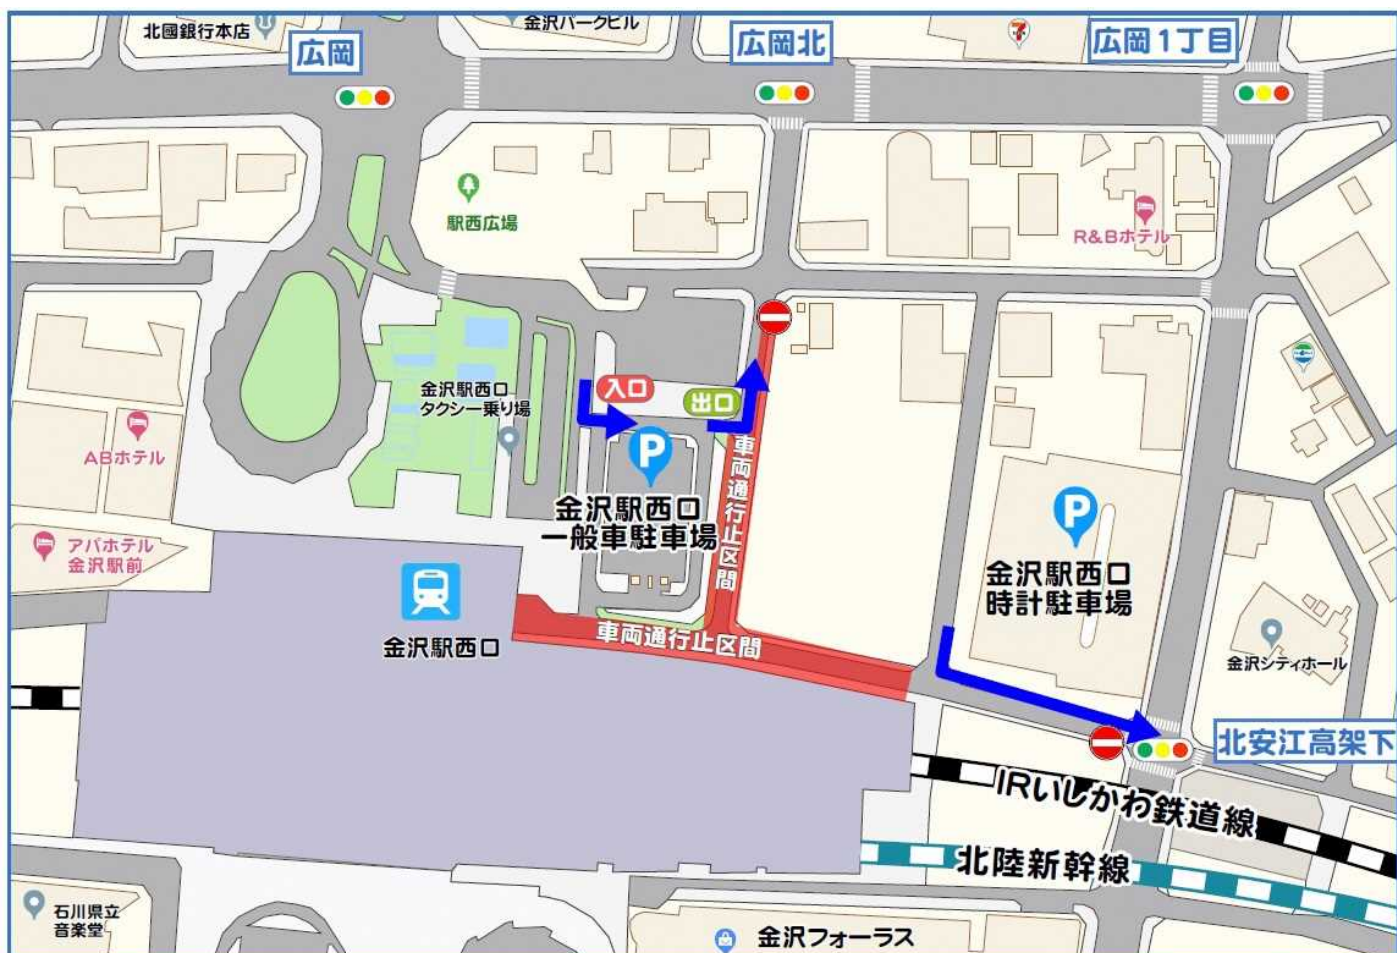 北國銀行本店
金沢パークビル
広岡
広岡北
広岡1丁目
7
駅西広場
R&Bホテル
入口
出口
金沢駅西口
タクシー乗り場
P
金沢駅西口
一般車駐車場
車両通行止区間
車両通行止区間
P
金沢駅西口
時計駐車場
ABホテル
アパホテル
金沢駅前
金沢駅西口
金沢シティホール
北安江高架下
IRいしかわ鉄道線
北陸新幹線
石川県立
音楽堂
金沢フォーラス